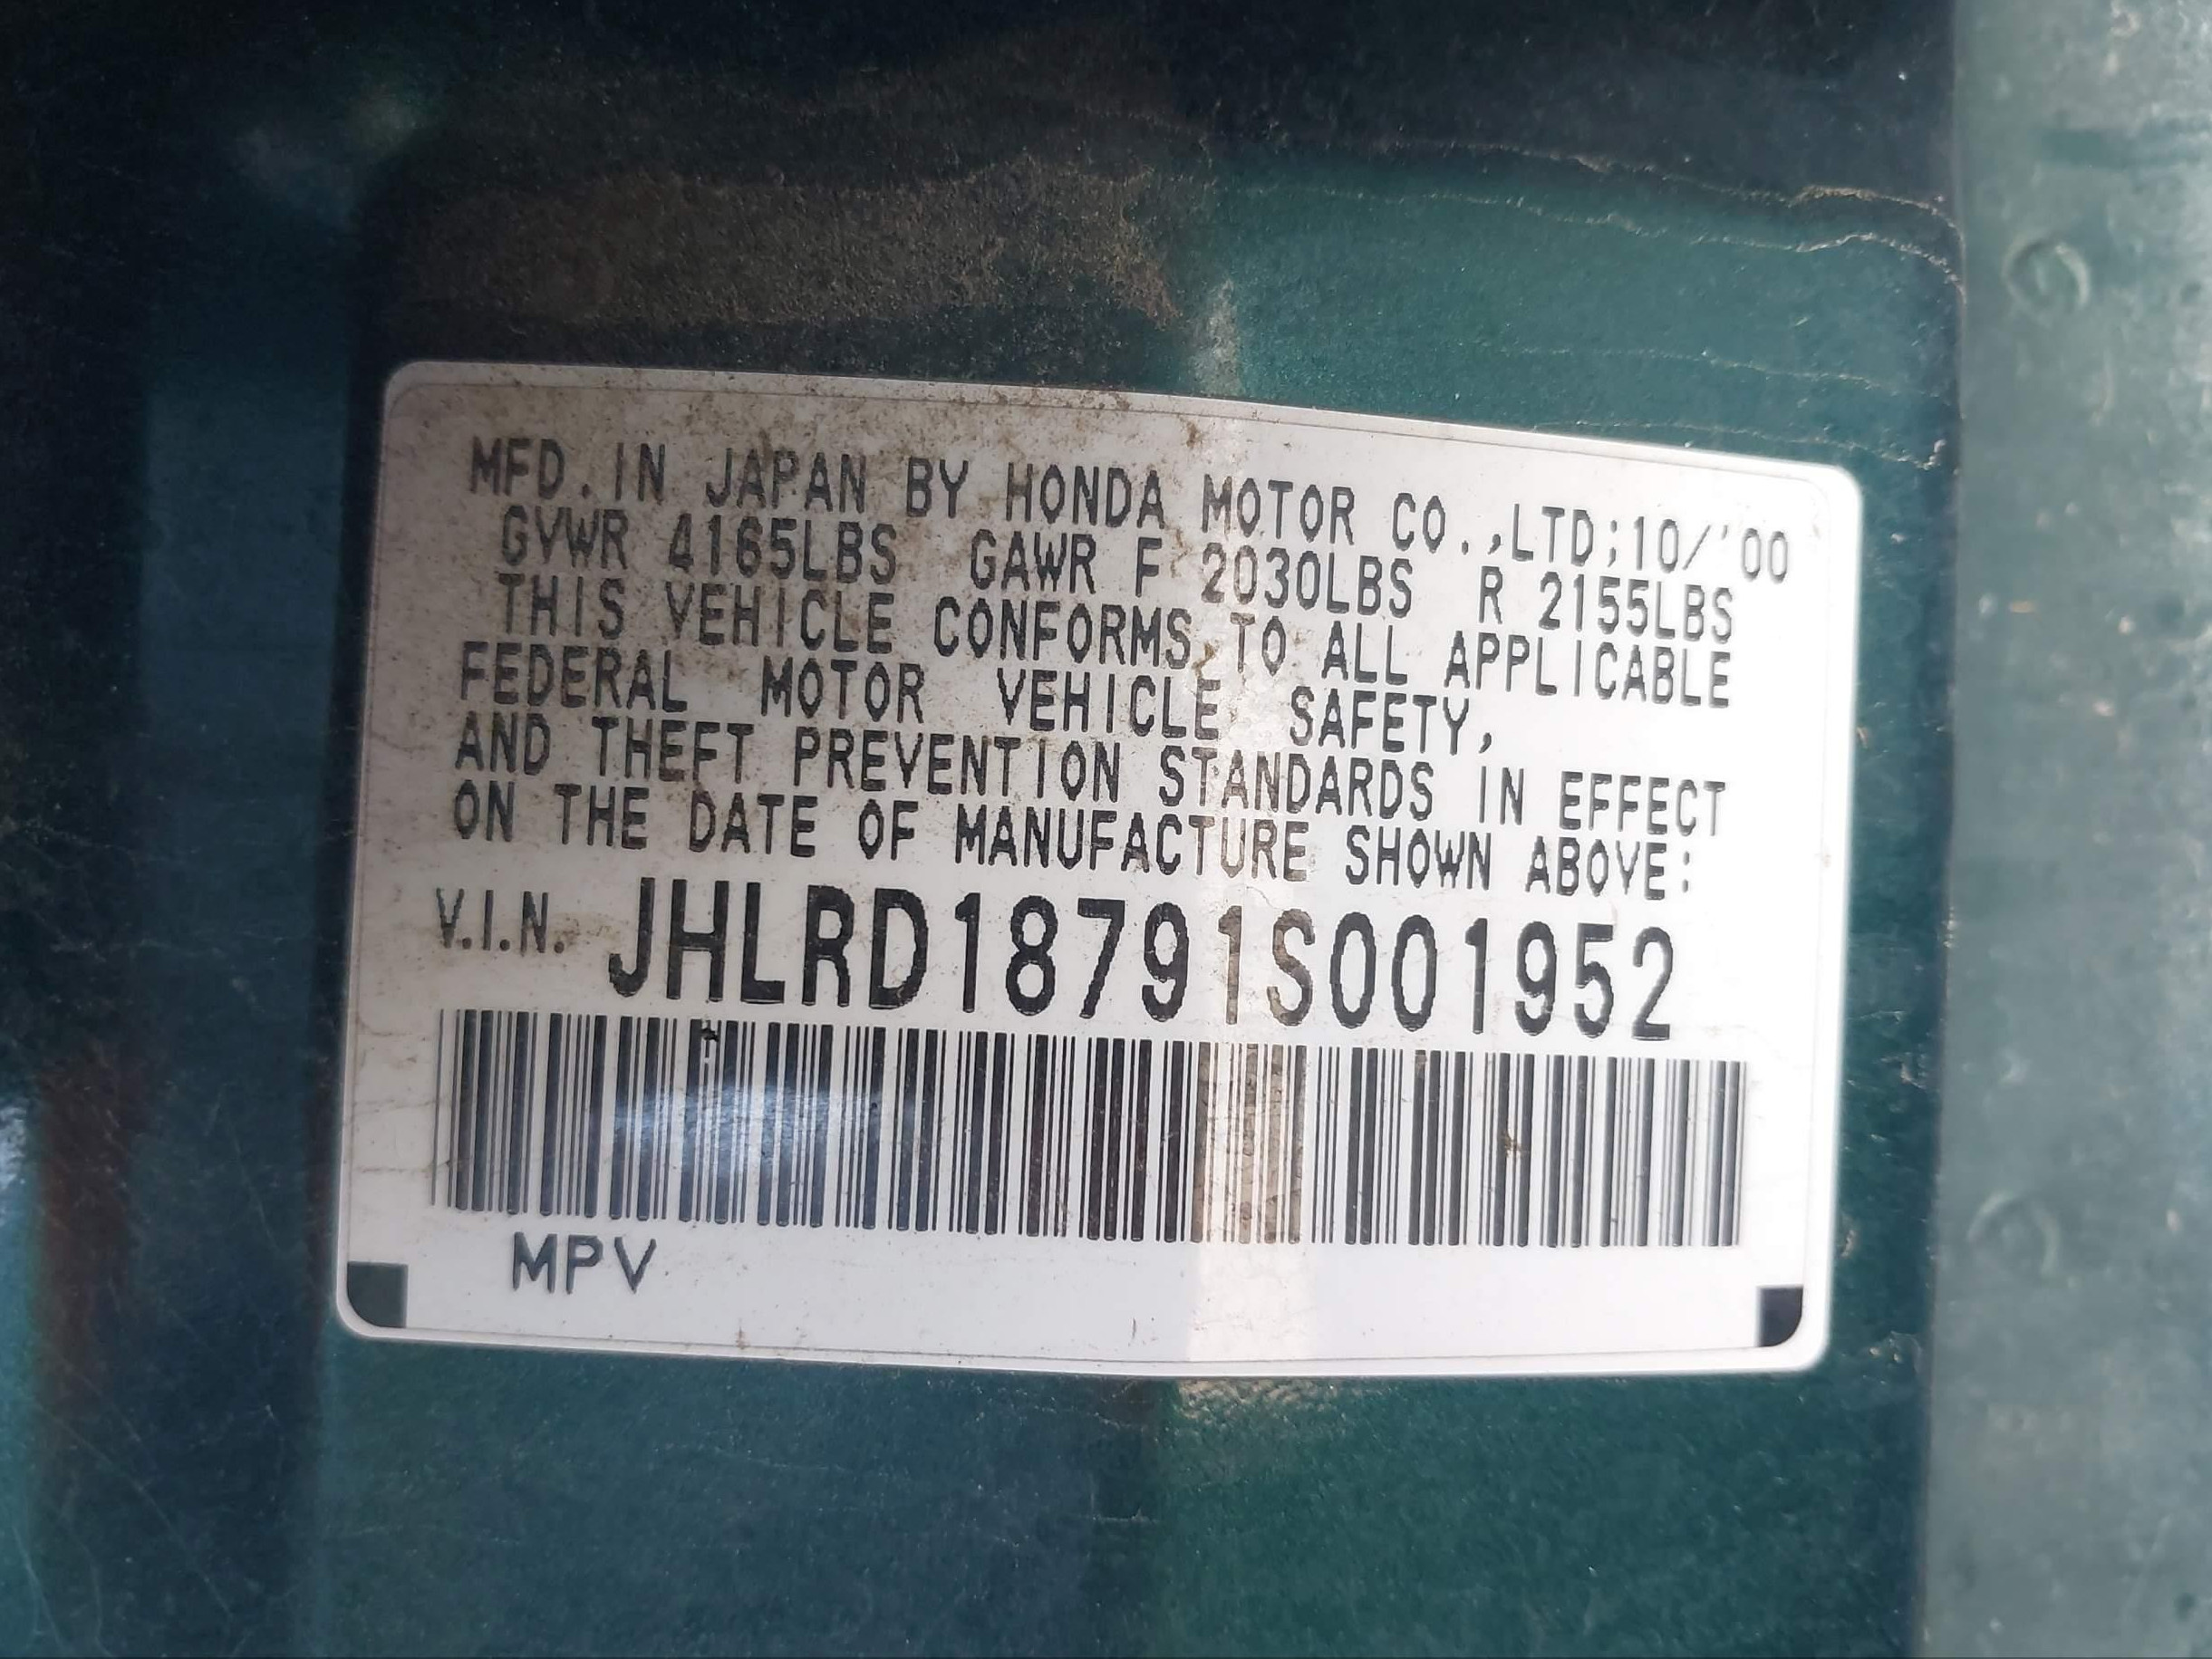 MFD. IN JAPAN BY HONDA MOTOR CO.,LTD;10/'00
GVWR 4165LBS GAWR F 2030LBS R 2155LBS
THIS VEHICLE CONFORMS TO ALL APPLICABLE
FEDERAL MOTOR VEHICLE SAFETY,
AND THEFT PREVENTION STANDARDS IN EFFECT
ON THE DATE OF MANUFACTURE SHOWN ABOVE:
V.I.N. JHLRD18791S001952
MPV